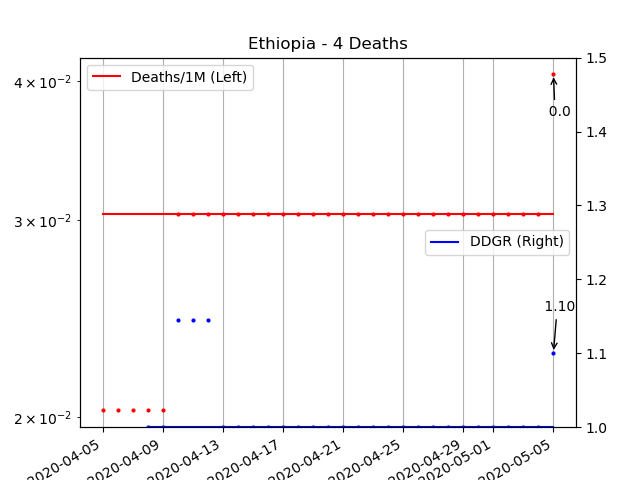 Ethiopia - 4 Deaths
Deaths/1M (Left)
DDGR (Right)
0.0
1.10
4 × 10⁻²
3 × 10⁻²
2 × 10⁻²
1.5
1.4
1.3
1.2
1.1
1.0
2020-04-05
2020-04-09
2020-04-13
2020-04-17
2020-04-21
2020-04-25
2020-04-29
2020-05-01
2020-05-05